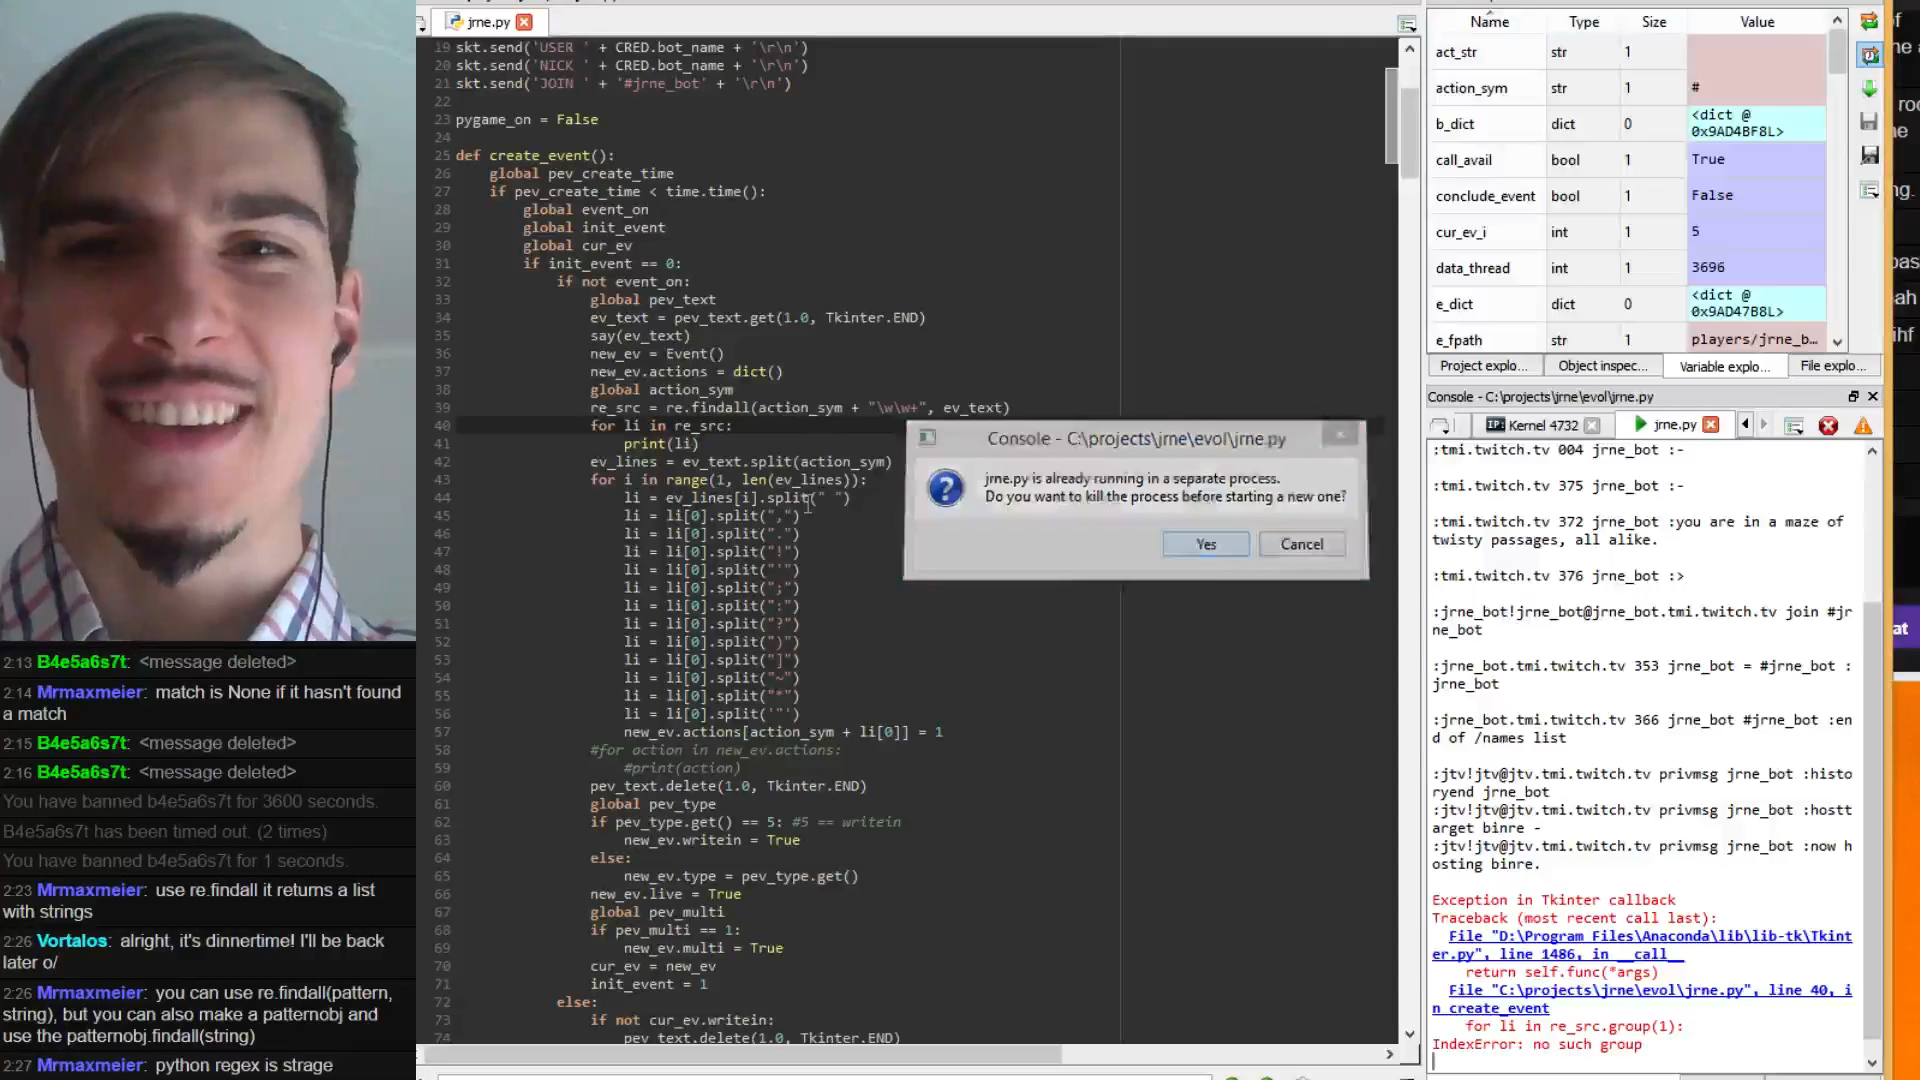 2:13 B4e5a6s7t: <message deleted>
2:14 Mrmaxmeier: match is None if it hasn't found
a match
2:15 B4e5a6s7t: <message deleted>
2:16 B4e5a6s7t: <message deleted>
You have banned b4e5a6s7t for 3600 seconds.
B4e5a6s7t has been timed out. (2 times)
You have banned b4e5a6s7t for 1 seconds.
2:23 Mrmaxmeier: use re.findall it returns a list
with strings
2:26 Vortalos: alright, it's dinnertime! I'll be back
later o/
2:26 Mrmaxmeier: you can use re.findall(pattern,
string), but you can also make a patternobj and
use the patternobj.findall(string)
2:27 Mrmaxmeier: python regex is strage
jrne.py
19 skt.send('USER ' + CRED.bot_name + '\r\n')
20 skt.send('NICK ' + CRED.bot_name + '\r\n')
21 skt.send('JOIN ' + '#jrne_bot' + '\r\n')
22
23 pygame_on = False
24
25 def create_event():
26 global pev_create_time
27 if pev_create_time < time.time():
28 global event_on
29 global init_event
30 global cur_ev
31 if init_event == 0:
32 if not event_on:
33 global pev_text
34 ev_text = pev_text.get(1.0, Tkinter.END)
35 say(ev_text)
36 new_ev = Event()
37 new_ev.actions = dict()
38 global action_sym
39 re_src = re.findall(action_sym + "\w\w+", ev_text)
40 for li in re_src:
41 print(li)
42 ev_lines = ev_text.split(action_sym)
43 for i in range(1, len(ev_lines)):
44 li = ev_lines[i].split(" ")
45 li = li[0].split(",")
46 li = li[0].split(".")
47 li = li[0].split("!")
48 li = li[0].split("'")
49 li = li[0].split(";")
50 li = li[0].split(":")
51 li = li[0].split("?")
52 li = li[0].split(")")
53 li = li[0].split("]")
54 li = li[0].split("~")
55 li = li[0].split("*")
56 li = li[0].split('"')
57 new_ev.actions[action_sym + li[0]] = 1
58 #for action in new_ev.actions:
59 #print(action)
60 pev_text.delete(1.0, Tkinter.END)
61 global pev_type
62 if pev_type.get() == 5: #5 == writein
63 new_ev.writein = True
64 else:
65 new_ev.type = pev_type.get()
66 new_ev.live = True
67 global pev_multi
68 if pev_multi == 1:
69 new_ev.multi = True
70 cur_ev = new_ev
71 init_event = 1
72 else:
73 if not cur_ev.writein:
74 pev_text.delete(1.0, Tkinter.END)
Console - C:\projects\jrne\evol\jrne.py
jrne.py is already running in a separate process.
Do you want to kill the process before starting a new one?
Yes Cancel
Name Type Size Value
act_str str 1
action_sym str 1 #
b_dict dict 0 <dict @
0x9AD4BF8L>
call_avail bool 1 True
conclude_event bool 1 False
cur_ev_i int 1 5
data_thread int 1 3696
e_dict dict 0 <dict @
0x9AD47B8L>
e_fpath str 1 players/jrne_b...
Project explo... Object inspec... Variable explo... File explo...
Console - C:\projects\jrne\evol\jrne.py
IP: Kernel 4732 jrne.py
:tmi.twitch.tv 004 jrne_bot :-
:tmi.twitch.tv 375 jrne_bot :-
:tmi.twitch.tv 372 jrne_bot :you are in a maze of
twisty passages, all alike.
:tmi.twitch.tv 376 jrne_bot :>
:jrne_bot!jrne_bot@jrne_bot.tmi.twitch.tv join #jr
ne_bot
:jrne_bot.tmi.twitch.tv 353 jrne_bot = #jrne_bot :
jrne_bot
:jrne_bot.tmi.twitch.tv 366 jrne_bot #jrne_bot :en
d of /names list
:jtv!jtv@jtv.tmi.twitch.tv privmsg jrne_bot :histo
ryend jrne_bot
:jtv!jtv@jtv.tmi.twitch.tv privmsg jrne_bot :hostt
arget binre -
:jtv!jtv@jtv.tmi.twitch.tv privmsg jrne_bot :now h
osting binre.
Exception in Tkinter callback
Traceback (most recent call last):
File "D:\Program Files\Anaconda\lib\lib-tk\Tkint
er.py", line 1486, in __call__
return self.func(*args)
File "C:\projects\jrne\evol\jrne.py", line 40, i
n create_event
for li in re_src.group(1):
IndexError: no such group